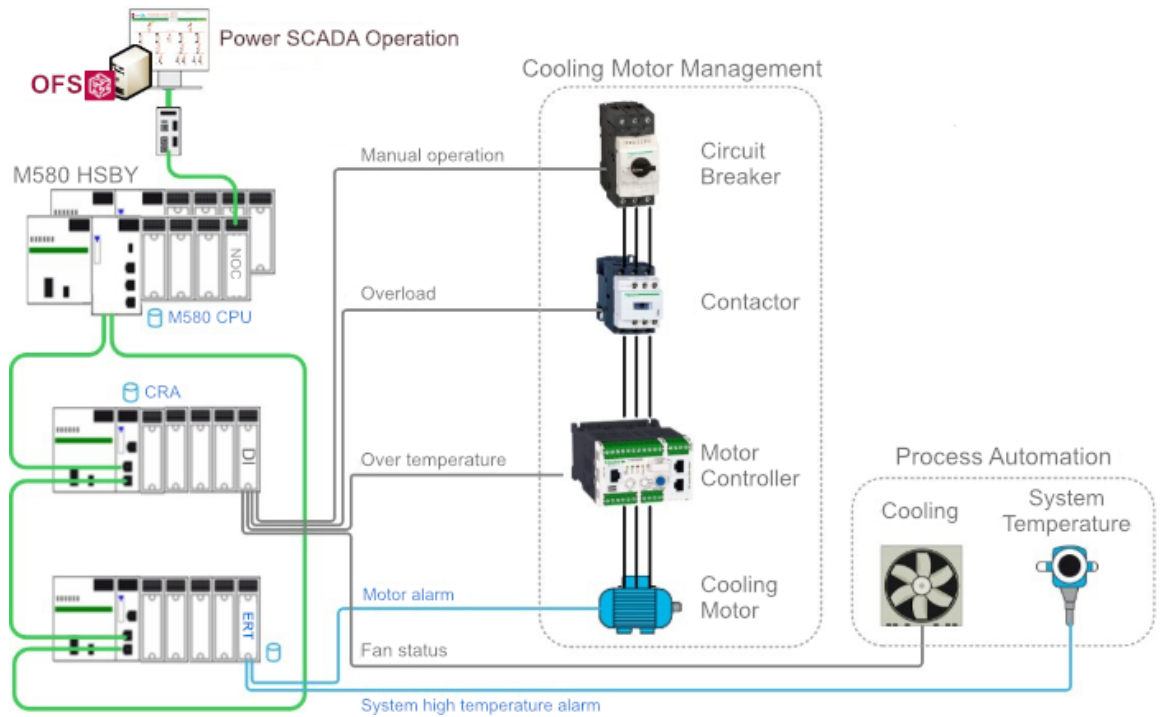 Power SCADA Operation
OFS
Cooling Motor Management
M580 HSBY
Manual operation
Circuit
Breaker
NOC
Overload
Contactor
M580 CPU
CRA
DI
Over temperature
Motor
Controller
Process Automation
Cooling
System
Temperature
ERT
Motor alarm
Cooling
Motor
Fan status
System high temperature alarm